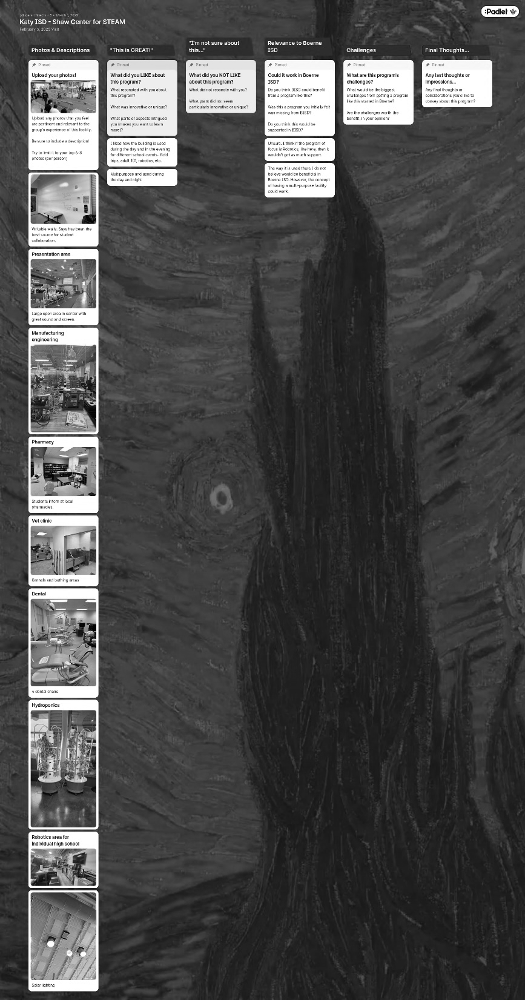 pflugerarchitects • 6 • March 1, 2025
Katy ISD - Shaw Center for STEAM
February 3, 2025 Visit
:Padlet
Photos & Descriptions
Pinned
Upload your photos!
Upload any photos that you feel
are pertinent and relevant to the
group's experience of this facility.
Be sure to include a description!
Try to limit it to your top 6-8
photos (per person)
Writable walls. Says has been the
best source for student
collaboration.
Presentation area
Large open area in center with
great sound and screen.
Manufacturing
engineering
Pharmacy
Students intern at local
pharmacies.
Vet clinic
Kennels and bathing areas
Dental
4 dental chairs
Hydroponics
Robotics area for
individual high school
Solar lighting
"This is GREAT!"
Pinned
What did you LIKE about
this program?
What resonated with you about
this program?
What was innovative or unique?
What parts or aspects intrigued
you (makes you want to learn
more)?
I liked how the building is used
during the day and in the evening
for different school events- field
trips, adult 101, robotics, etc.
Multipurpose and used during
the day and night
"I'm not sure about
this..."
Pinned
What did you NOT LIKE
about this program?
What did not resonate with you?
What parts did not seem
particularly innovative or unique?
Relevance to Boerne
ISD
Pinned
Could it work in Boerne
ISD?
Do you think BISD could benefit
from a program like this?
Was this a program you initially felt
was missing from BISD?
Do you think this would be
supported in BISD?
Unsure. I think if the program of
focus is Robotics, like here, then it
wouldn't get as much support.
The way it is used there I do not
believe would be beneficial in
Boerne ISD. However, the concept
of having a multi-purpose facility
could work.
Challenges
Pinned
What are this program's
challenges?
What would be the biggest
challenges from getting a program
like this started in Boerne?
Are the challenges worth the
benefit, in your opinion?
Final Thoughts...
Pinned
Any last thoughts or
impressions...
Any final thoughts or
considerations you'd like to
convey about this program?